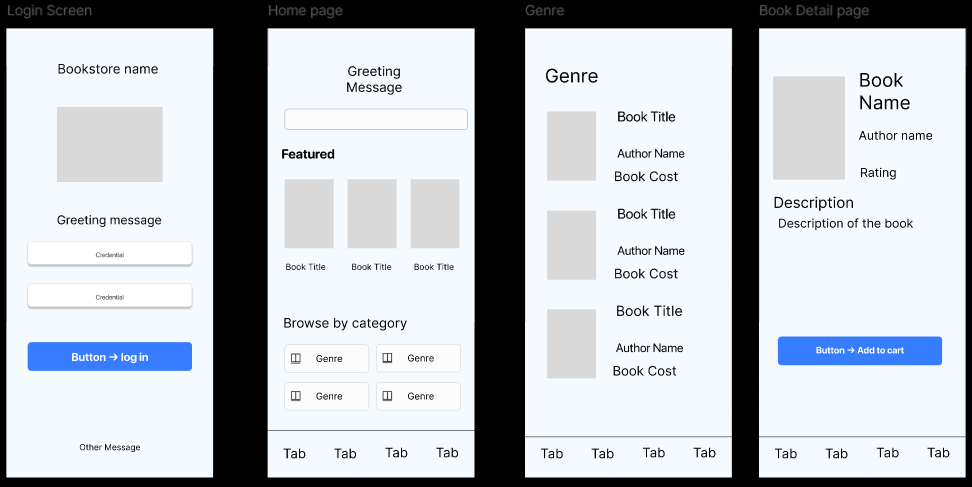 Login Screen
Bookstore name
Greeting message
Credential
Credential
Button → log in
Other Message
Home page
Greeting
Message
Featured
Book Title
Book Title
Book Title
Browse by category
Genre
Genre
Genre
Genre
Tab
Tab
Tab
Tab
Genre
Genre
Book Title
Author Name
Book Cost
Book Title
Author Name
Book Cost
Book Title
Author Name
Book Cost
Tab
Tab
Tab
Tab
Book Detail page
Book
Name
Author name
Rating
Description
Description of the book
Button → Add to cart
Tab
Tab
Tab
Tab